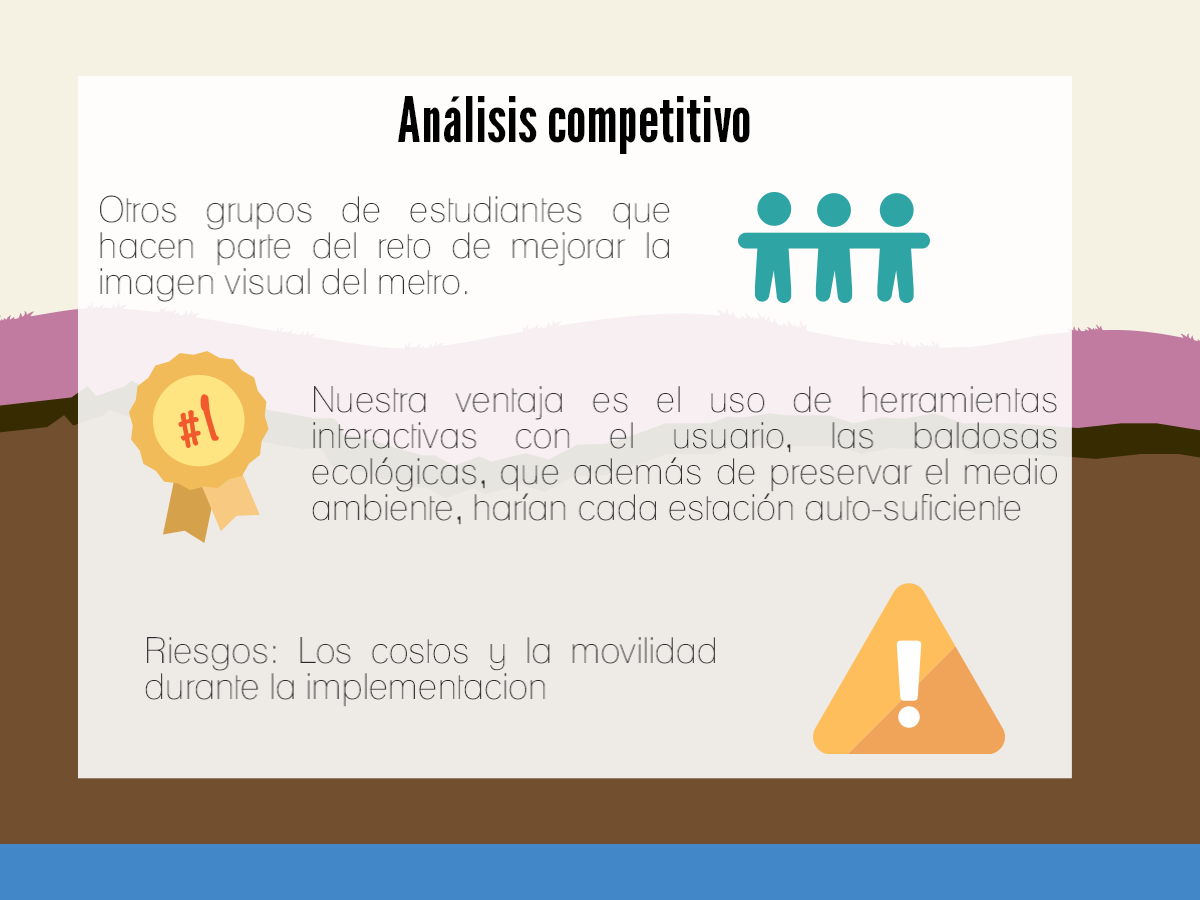 Análisis competitivo
Otros grupos de estudiantes que
hacen parte del reto de mejorar la
imagen visual del metro.
#1
Nuestra ventaja es el uso de herramientas
interactivas con el usuario, las baldosas
ecológicas, que además de preservar el medio
ambiente, harían cada estación auto-suficiente
Riesgos: Los costos y la movilidad
durante la implementacion